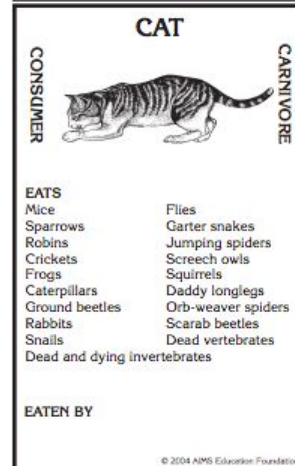 CAT
CONSUMER
CARNIVORE
EATS
Mice
Sparrows
Robins
Crickets
Frogs
Caterpillars
Ground beetles
Rabbits
Snails
Flies
Garter snakes
Jumping spiders
Screech owls
Squirrels
Daddy longlegs
Orb-weaver spiders
Scarab beetles
Dead vertebrates
Dead and dying invertebrates
EATEN BY
© 2004 AIMS Education Foundation